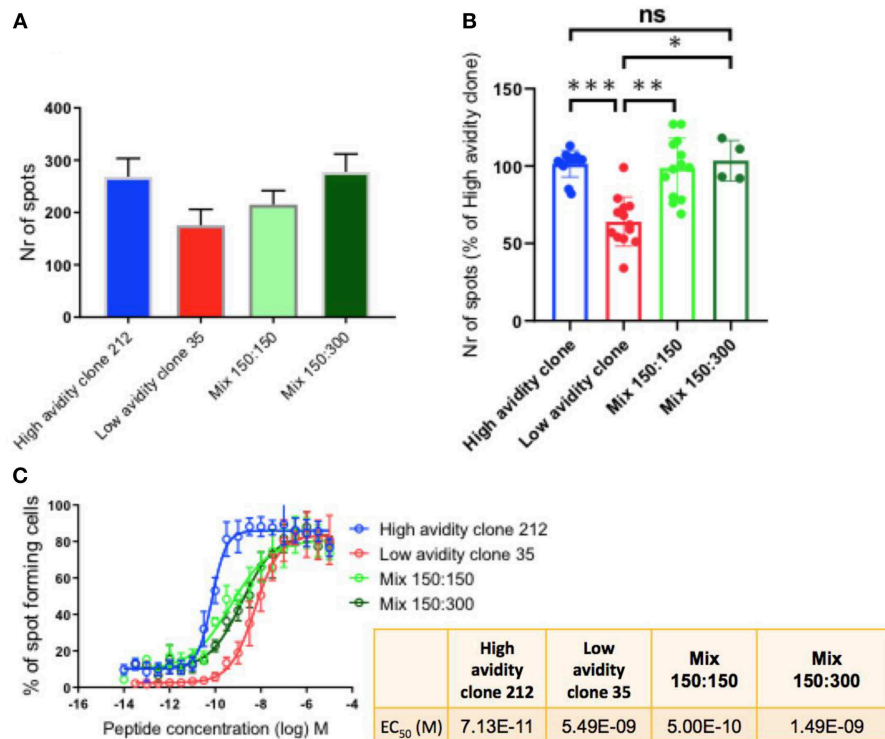 A
Nr of spots
400
300
200
100
0
High avidity clone 212
Low avidity clone 35
Mix 150:150
Mix 150:300
B
ns
*
*** **
Nr of spots (% of High avidity clone)
150
100
50
0
High avidity clone
Low avidity clone
Mix 150:150
Mix 150:300
C
% of spot forming cells
100
80
60
40
20
0
-16 -14 -12 -10 -8 -6 -4
Peptide concentration (log) M
High avidity clone 212
Low avidity clone 35
Mix 150:150
Mix 150:300
High avidity clone 212 Low avidity clone 35 Mix 150:150 Mix 150:300
EC50 (M) 7.13E-11 5.49E-09 5.00E-10 1.49E-09